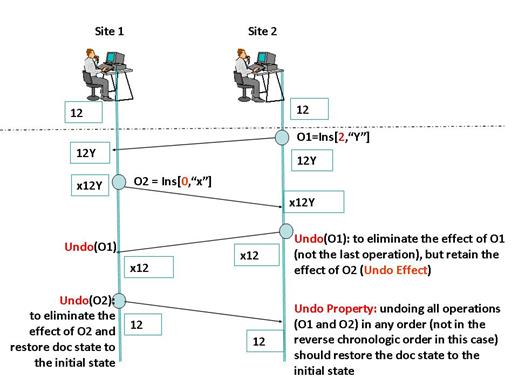 Site 1
Site 2
12
12
O1=Ins[2,“Y”]
12Y
12Y
x12Y
O2 = Ins[0,“x”]
x12Y
Undo(O1)
x12
x12
Undo(O1): to eliminate the effect of O1
(not the last operation), but retain the
effect of O2 (Undo Effect)
Undo(O2):
to eliminate the
effect of O2 and
restore doc state to
the initial state
12
12
Undo Property: undoing all operations
(O1 and O2) in any order (not in the
reverse chronologic order in this case)
should restore the doc state to the
initial state